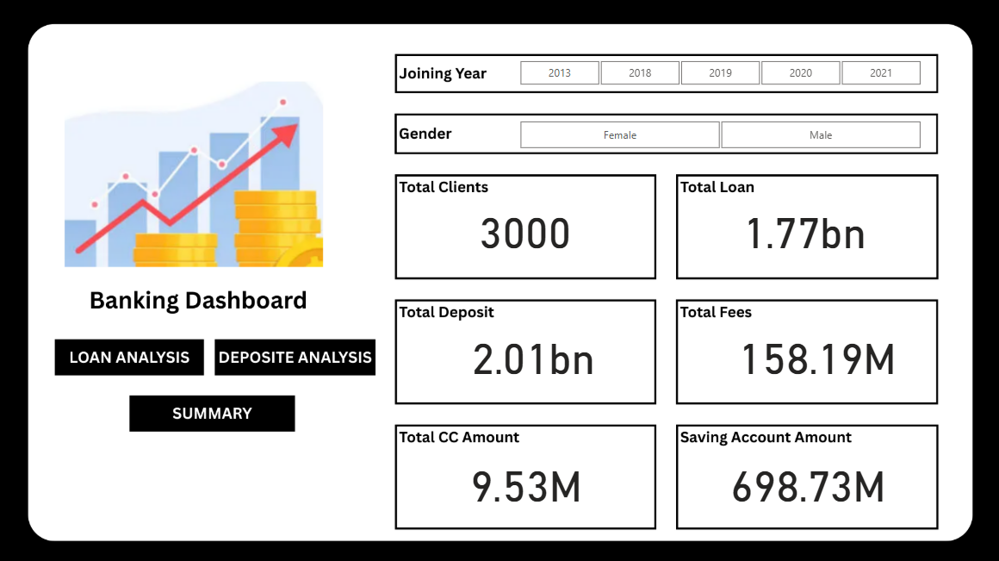 Banking Dashboard
LOAN ANALYSIS
DEPOSITE ANALYSIS
SUMMARY
Joining Year
2013
2018
2019
2020
2021
Gender
Female
Male
Total Clients
3000
Total Loan
1.77bn
Total Deposit
2.01bn
Total Fees
158.19M
Total CC Amount
9.53M
Saving Account Amount
698.73M